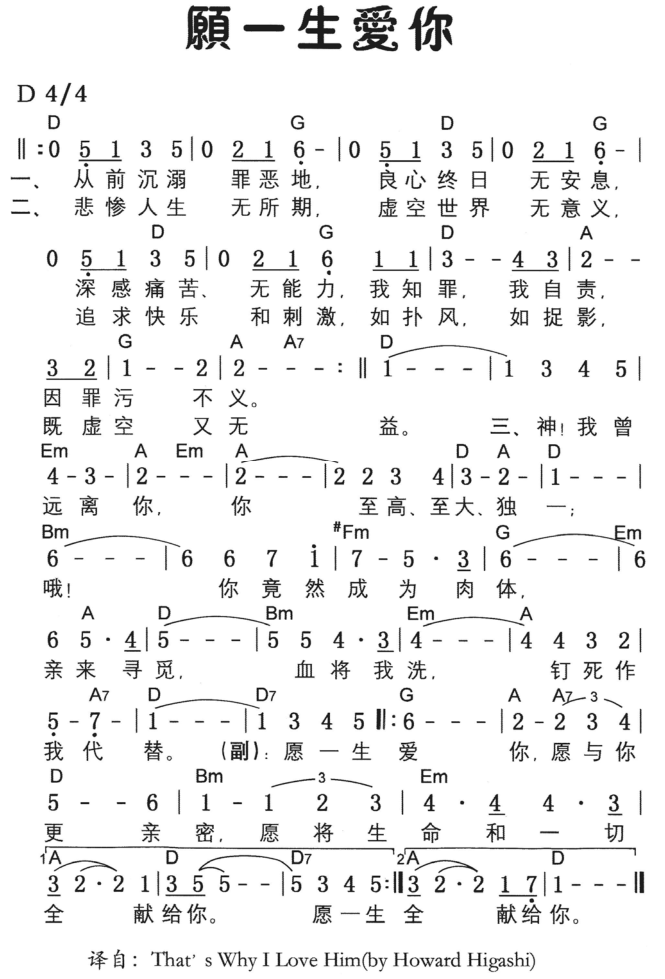 願一生愛你
D 4/4
D G D G
‖:0 5 1 3 5|0 2 1 6 -|0 5 1 3 5|0 2 1 6 -|
一、 从前沉溺 罪恶地, 良心终日 无安息,
二、 悲惨人生 无所期, 虚空世界 无意义,
D G D A
0 5 1 3 5|0 2 1 6 1 1|3 - - 4 3|2 - -
深感痛苦、 无能力, 我知罪, 我自责,
追求快乐 和刺激, 如扑风, 如捉影,
G A A7 D
3 2|1 - - 2|2 - - - :‖1 - - -|1 3 4 5|
因罪污 不义。
既虚空 又无 益。 三、神!我曾
Em A Em A D A D
4 - 3 -|2 - - -|2 - - -|2 2 3 4|3 - 2 -|1 - - -|
远离你, 你 至高、至大、独一;
Bm #Fm G Em
6 - - -|6 6 7 i|7 - 5 · 3|6 - - -|6
哦! 你竟然成为肉体,
A D Bm Em A
6 5 · 4|5 - - -|5 5 4 · 3|4 - - -|4 4 3 2|
亲来寻觅, 血将我洗, 钉死作
A7 D D7 G A A7 3
5 - 7 -|1 - - -|1 3 4 5‖:6 - - -|2 - 2 3 4|
我代替。 (副):愿一生爱 你,愿与你
D Bm 3 Em
5 - - 6|1 - 1 2 3|4 · 4 4 · 3|
更 亲密,愿将生 命和一切
1 A D D7 2 A D
3 2 · 2 1|3 5 5 - -|5 3 4 5:‖3 2 · 2 1 7|1 - - -‖
全 献给你。 愿一生全 献给你。
译自: That's Why I Love Him(by Howard Higashi)